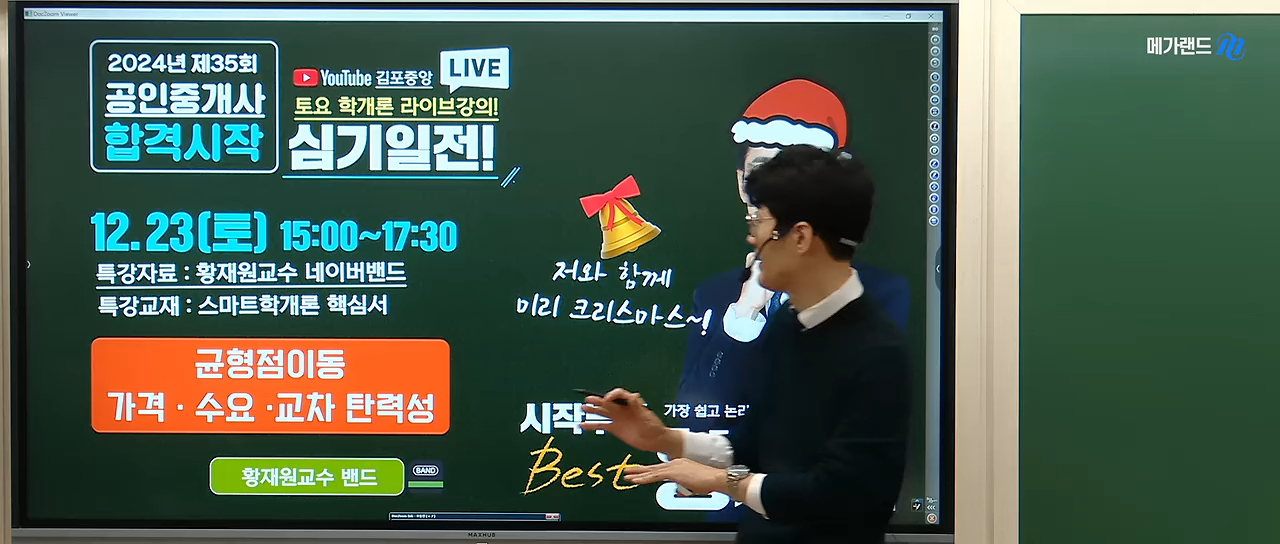 DocZoom Viewer
메가랜드
2024년 제35회
공인중개사
합격시작
YouTube 김포중앙
LIVE
토요 학개론 라이브강의!
심기일전!
12.23(토) 15:00~17:30
특강자료 : 황재원교수 네이버밴드
특강교재 : 스마트학개론 핵심서
저와 함께
미리 크리스마스~!
균형점이동
가격 · 수요 ·교차 탄력성
시작
가장 쉽고
Best
황재원교수 밴드
BAND
MAXHUB